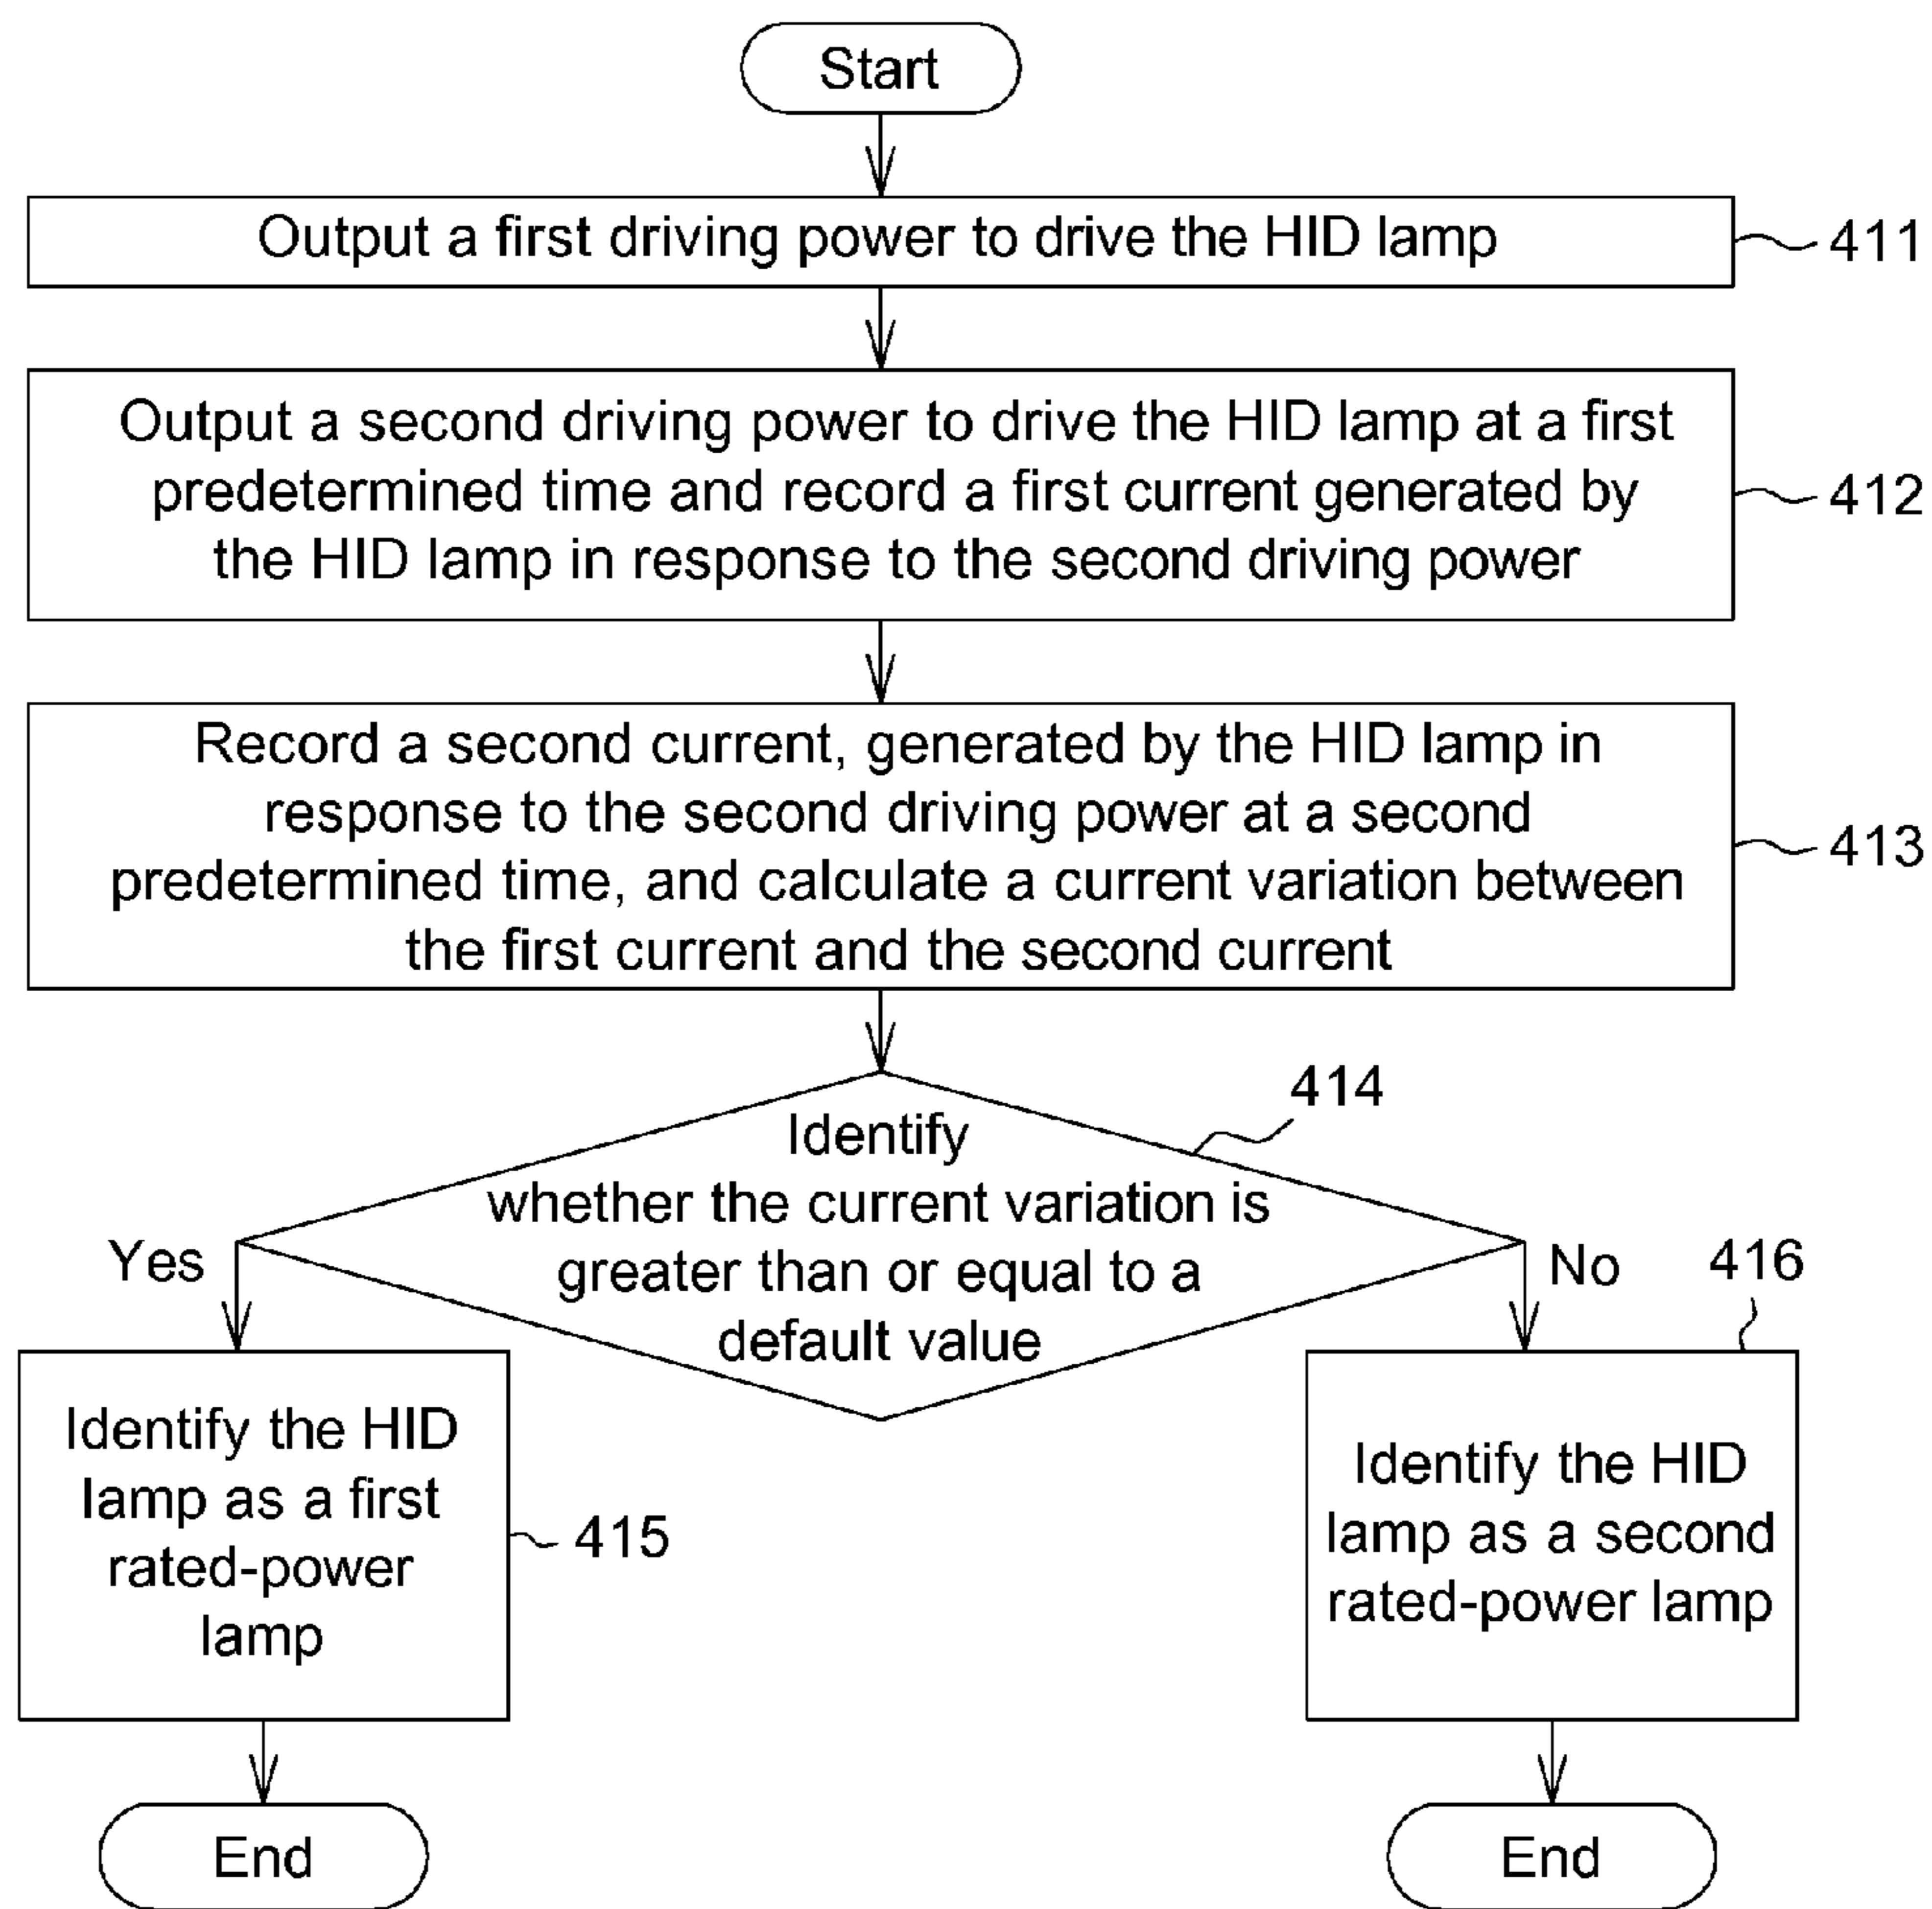 Start
Output a first driving power to drive the HID lamp
411
Output a second driving power to drive the HID lamp at a first
predetermined time and record a first current generated by
the HID lamp in response to the second driving power
412
Record a second current, generated by the HID lamp in
response to the second driving power at a second
predetermined time, and calculate a current variation between
the first current and the second current
413
414
Identify
whether the current variation is
greater than or equal to a
default value
Yes
No
416
Identify the HID
lamp as a first
rated-power
lamp
415
Identify the HID
lamp as a second
rated-power lamp
End
End